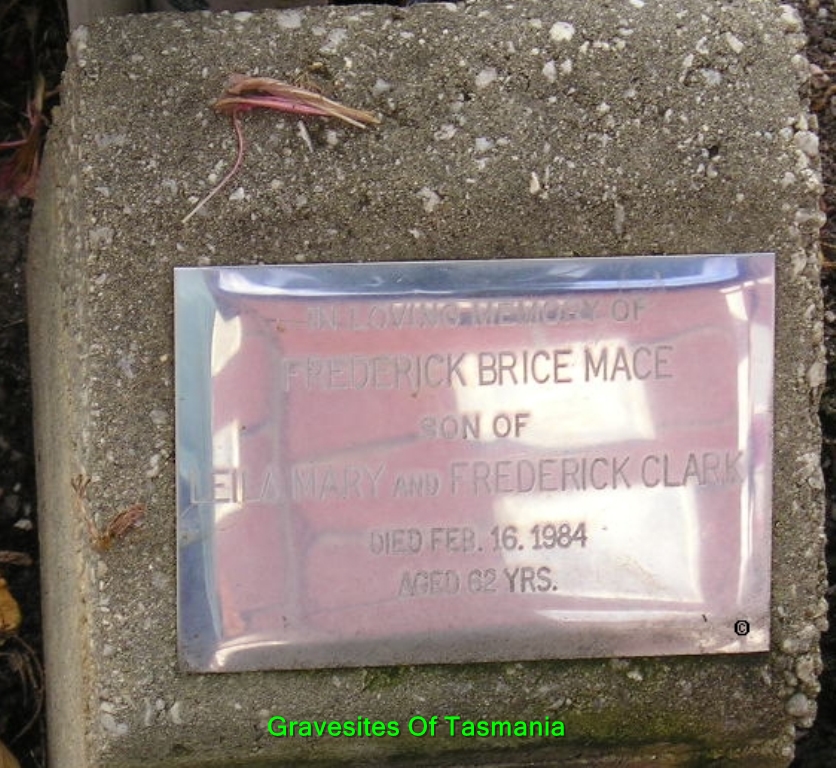 IN LOVING MEMORY OF
FREDERICK BRICE MACE
SON OF
LEILA MARY AND FREDERICK CLARK
DIED FEB. 16. 1984
AGED 62 YRS.
©
Gravesites Of Tasmania